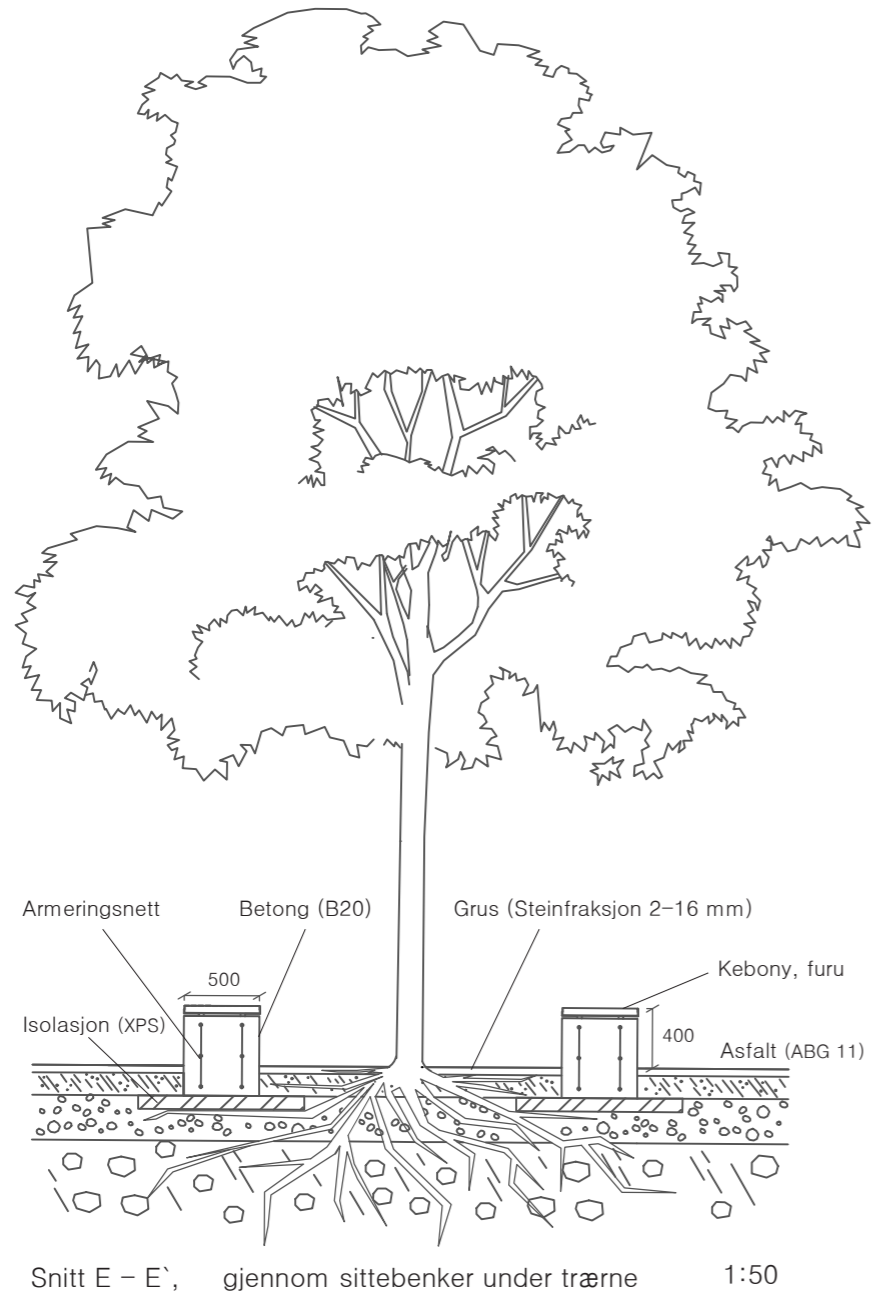 Armeringsnett
Betong (B20)
Grus (Steinfraksjon 2-16 mm)
Kebony, furu
500
Isolasjon (XPS)
400
Asfalt (ABG 11)
Snitt E - E`, gjennom sittebenker under trærne 1:50